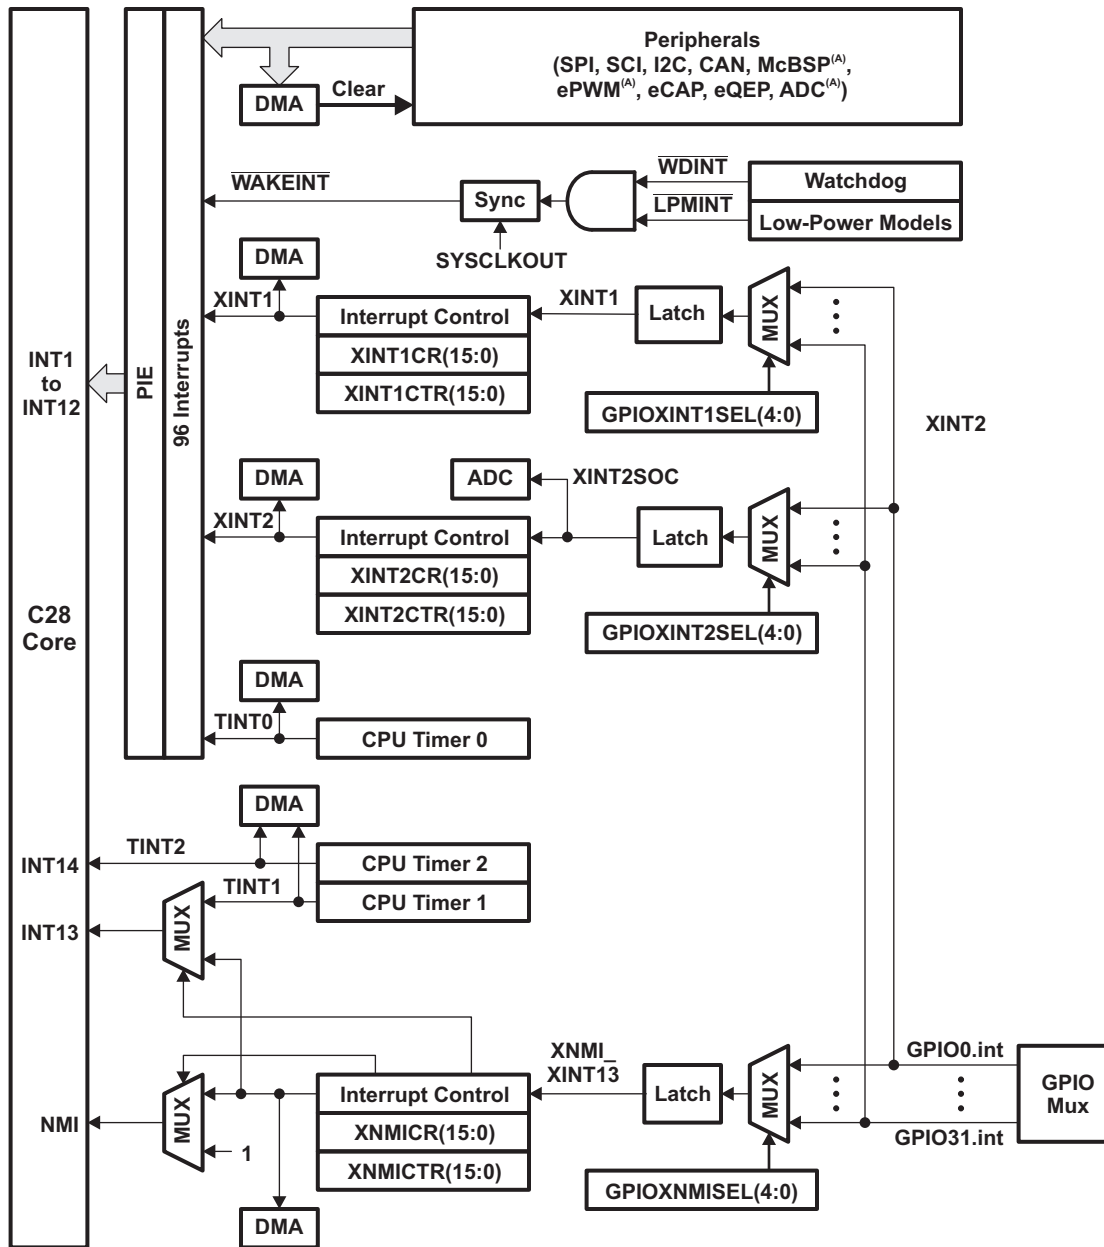 Peripherals
(SPI, SCI, I2C, CAN, McBSP(A),
ePWM(A), eCAP, eQEP, ADC(A))
DMA
Clear
WAKEINT
Sync
SYSCLKOUT
WDINT
LPMINT
Watchdog
Low-Power Models
DMA
XINT1
Interrupt Control
XINT1CR(15:0)
XINT1CTR(15:0)
XINT1
Latch
MUX
GPIOXINT1SEL(4:0)
XINT2
INT1
to
INT12
PIE
96 Interrupts
C28
Core
DMA
XINT2
Interrupt Control
XINT2CR(15:0)
XINT2CTR(15:0)
ADC
XINT2SOC
Latch
MUX
GPIOXINT2SEL(4:0)
DMA
TINT0
CPU Timer 0
DMA
INT14
TINT2
CPU Timer 2
TINT1
CPU Timer 1
INT13
MUX
NMI
MUX
1
Interrupt Control
XNMICR(15:0)
XNMICTR(15:0)
DMA
XNMI_
XINT13
Latch
MUX
GPIOXNMISEL(4:0)
GPIO0.int
GPIO31.int
GPIO
Mux